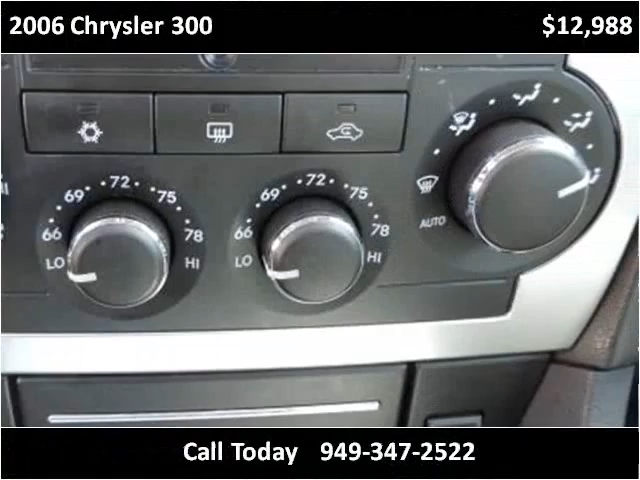 2006 Chrysler 300 $12,988
66 69 72 75 78
LO HI
66 69 72 75 78
LO HI
AUTO
Call Today 949-347-2522